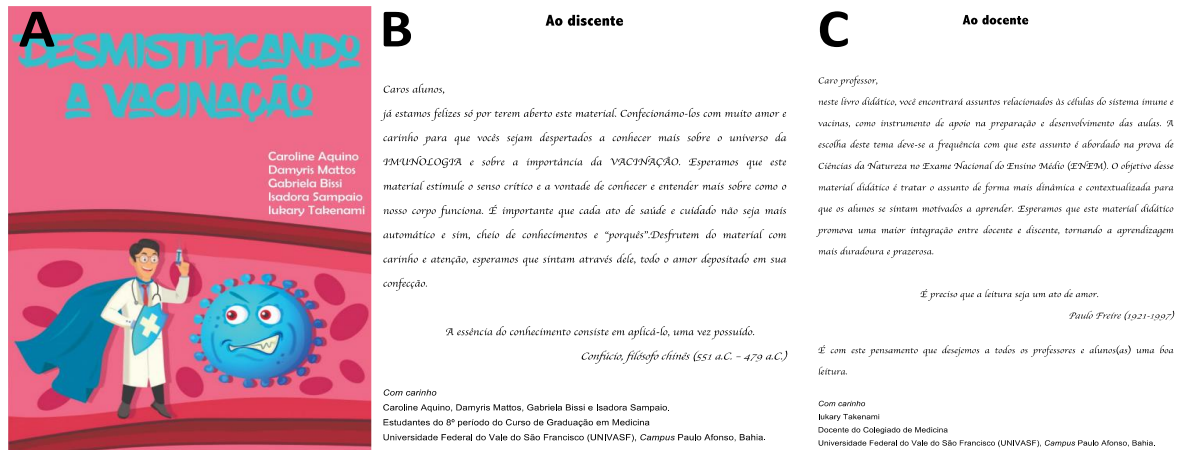 A
DESMISTIFICANDO
A VACINAÇÃO
Caroline Aquino
Damyris Mattos
Gabriela Bissi
Isadora Sampaio
Iukary Takenami
B
Ao discente
Caros alunos,
já estamos felizes só por terem aberto este material. Confecionámo-los com muito amor e
carinho para que vocês sejam despertados a conhecer mais sobre o universo da
IMUNOLOGIA e sobre a importância da VACINAÇÃO. Esperamos que este
material estimule o senso crítico e a vontade de conhecer e entender mais sobre como o
nosso corpo funciona. É importante que cada ato de saúde e cuidado não seja mais
automático e sim, cheio de conhecimentos e “porquês”.Desfrutem do material com
carinho e atenção, esperamos que sintam através dele, todo o amor depositado em sua
confecção.
A essência do conhecimento consiste em aplicá-lo, uma vez possuído.
Confúcio, filósofo chinês (551 a.C. – 479 a.C.)
Com carinho
Caroline Aquino, Damyris Mattos, Gabriela Bissi e Isadora Sampaio.
Estudantes do 8º período do Curso de Graduação em Medicina
Universidade Federal do Vale do São Francisco (UNIVASF), Campus Paulo Afonso, Bahia.
C
Ao docente
Caro professor,
neste livro didático, você encontrará assuntos relacionados às células do sistema imune e
vacinas, como instrumento de apoio na preparação e desenvolvimento das aulas. A
escolha deste tema deve-se a frequência com que este assunto é abordado na prova de
Ciências da Natureza no Exame Nacional do Ensino Médio (ENEM). O objetivo desse
material didático é tratar o assunto de forma mais dinâmica e contextualizada para
que os alunos se sintam motivados a aprender. Esperamos que este material didático
promova uma maior integração entre docente e discente, tornando a aprendizagem
mais duradoura e prazerosa.
É preciso que a leitura seja um ato de amor.
Paulo Freire (1921-1997)
É com este pensamento que desejemos a todos os professores e alunos(as) uma boa
leitura.
Com carinho
Iukary Takenami
Docente do Colegiado de Medicina
Universidade Federal do Vale do São Francisco (UNIVASF), Campus Paulo Afonso, Bahia.